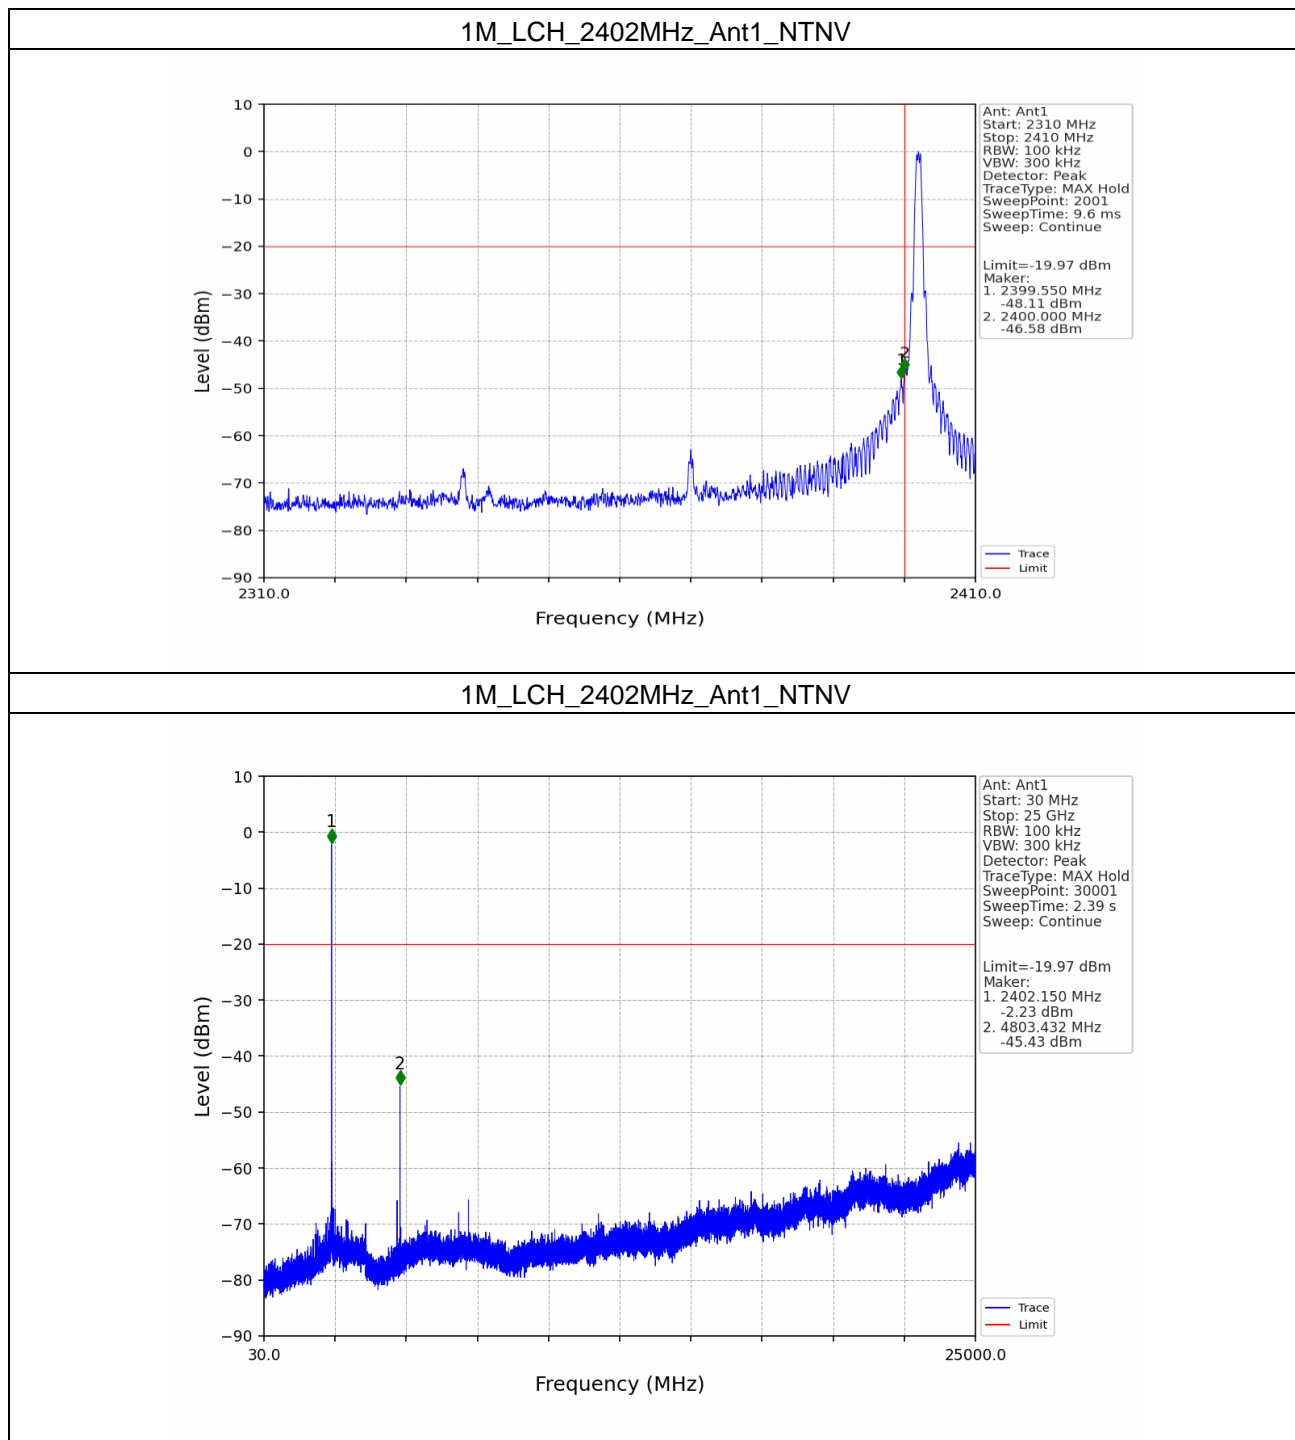 1M_LCH_2402MHz_Ant1_NTNV
10
0
−10
−20
−30
−40
−50
−60
−70
−80
−90
Level (dBm)
1
2
2310.0
2410.0
Frequency (MHz)
Ant: Ant1
Start: 2310 MHz
Stop: 2410 MHz
RBW: 100 kHz
VBW: 300 kHz
Detector: Peak
TraceType: MAX Hold
SweepPoint: 2001
SweepTime: 9.6 ms
Sweep: Continue
Limit=-19.97 dBm
Maker:
1. 2399.550 MHz
-48.11 dBm
2. 2400.000 MHz
-46.58 dBm
Trace
Limit
1M_LCH_2402MHz_Ant1_NTNV
10
0
−10
−20
−30
−40
−50
−60
−70
−80
−90
Level (dBm)
1
2
30.0
25000.0
Frequency (MHz)
Ant: Ant1
Start: 30 MHz
Stop: 25 GHz
RBW: 100 kHz
VBW: 300 kHz
Detector: Peak
TraceType: MAX Hold
SweepPoint: 30001
SweepTime: 2.39 s
Sweep: Continue
Limit=-19.97 dBm
Maker:
1. 2402.150 MHz
-2.23 dBm
2. 4803.432 MHz
-45.43 dBm
Trace
Limit